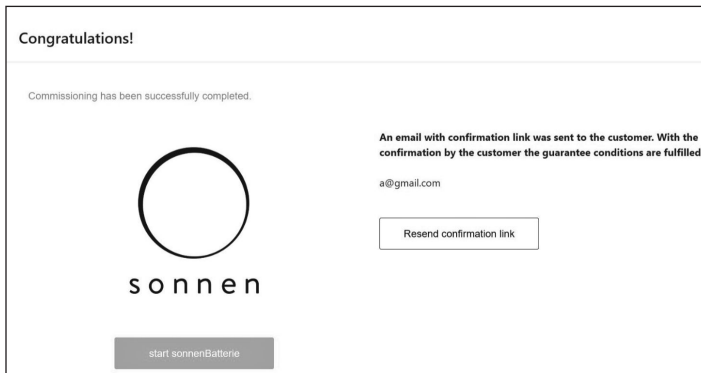 Congratulations!
Commissioning has been successfully completed.
An email with confirmation link was sent to the customer. With the
confirmation by the customer the guarantee conditions are fulfilled
a@gmail.com
Resend confirmation link
sonnen
start sonnenBatterie